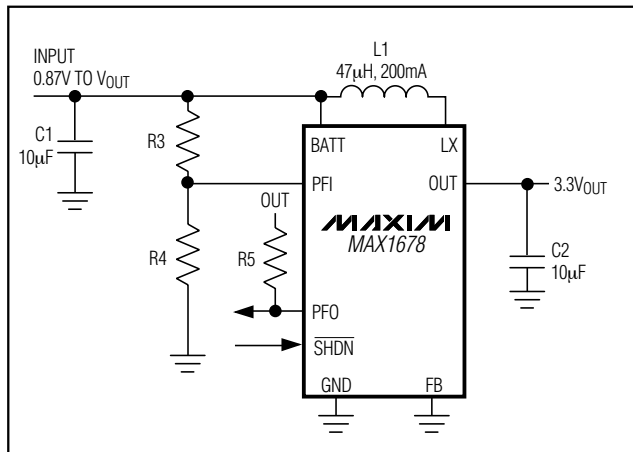 INPUT
0.87V TO VOUT
L1
47µH, 200mA
C1
10µF
R3
BATT
LX
PFI
OUT
3.3VOUT
OUT
MAXIM
MAX1678
R4
R5
C2
10µF
PFO
SHDN
GND
FB